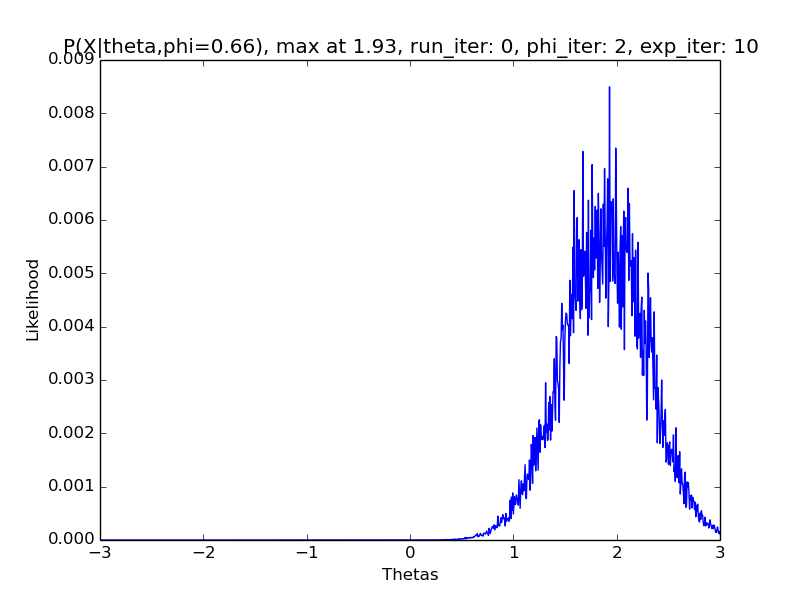 P(X|theta,phi=0.66), max at 1.93, run_iter: 0, phi_iter: 2, exp_iter: 10
0.009
0.008
0.007
0.006
0.005
0.004
0.003
0.002
0.001
0.000
Likelihood
−3 −2 −1 0 1 2 3
Thetas